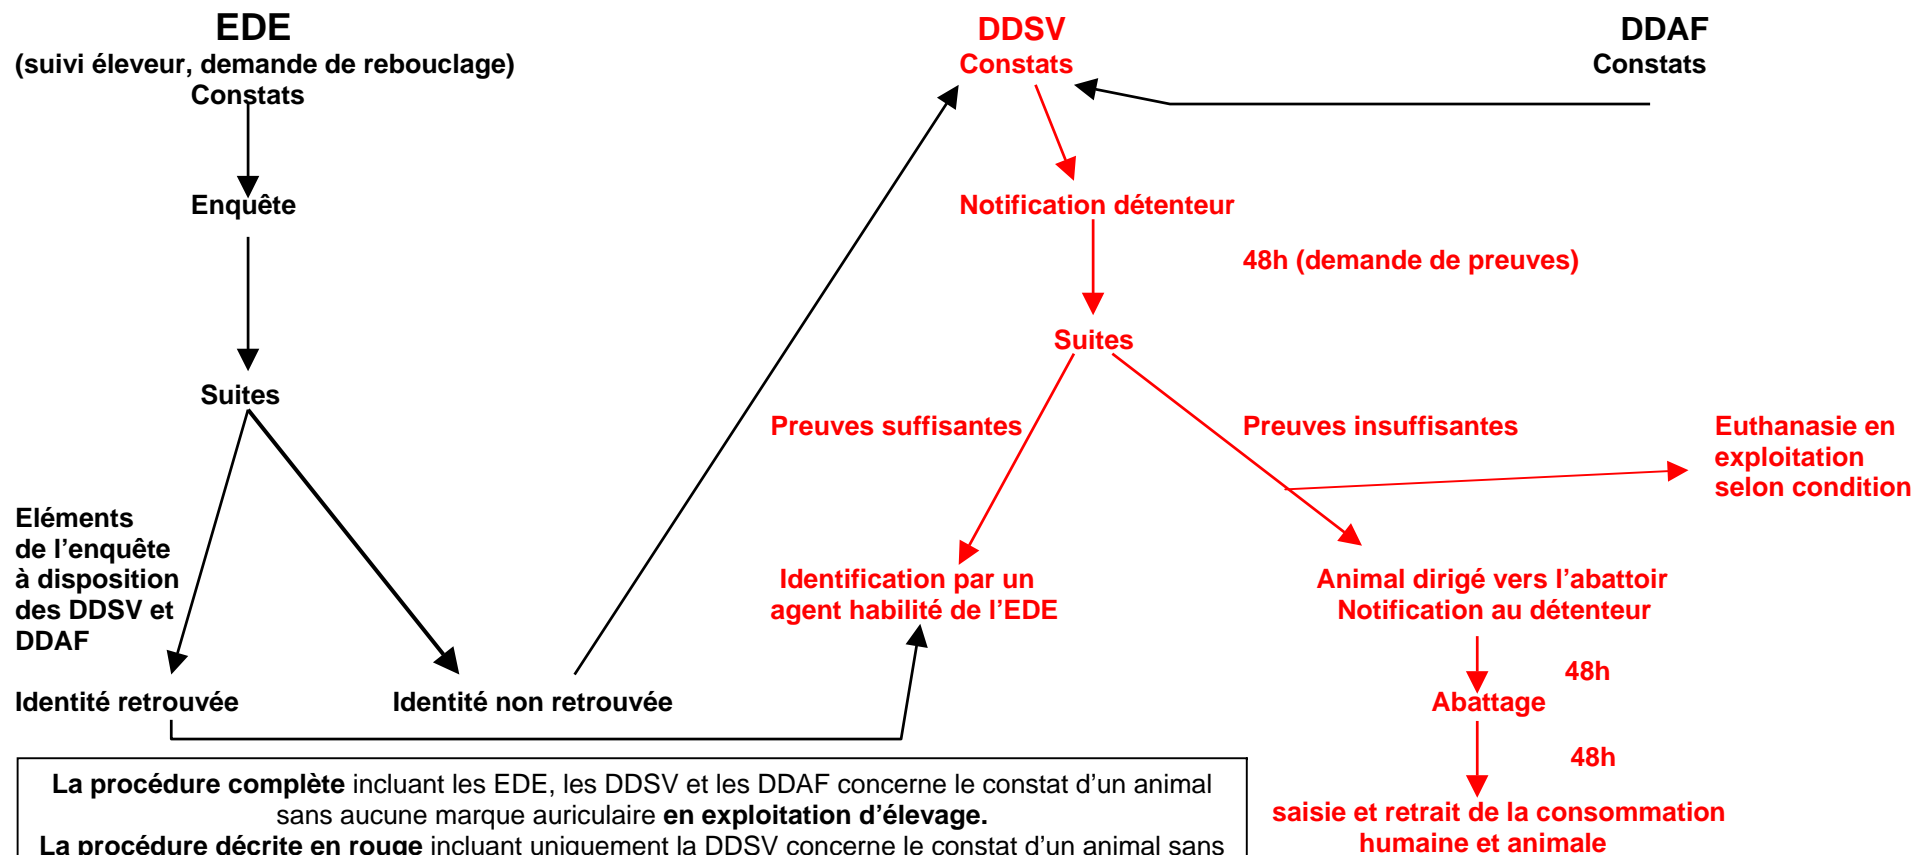 EDE
(suivi éleveur, demande de rebouclage)
Constats
DDSV
Constats
DDAF
Constats
Enquête
Notification détenteur
48h (demande de preuves)
Suites
Suites
Preuves suffisantes
Preuves insuffisantes
Euthanasie en
exploitation
selon condition
Eléments
de l’enquête
à disposition
des DDSV et
DDAF
Identification par un
agent habilité de l’EDE
Animal dirigé vers l’abattoir
Notification au détenteur
48h
Identité retrouvée
Identité non retrouvée
Abattage
48h
La procédure complète incluant les EDE, les DDSV et les DDAF concerne le constat d’un animal
sans aucune marque auriculaire en exploitation d’élevage.
La procédure décrite en rouge incluant uniquement la DDSV concerne le constat d’un animal sans
saisie et retrait de la consommation
humaine et animale